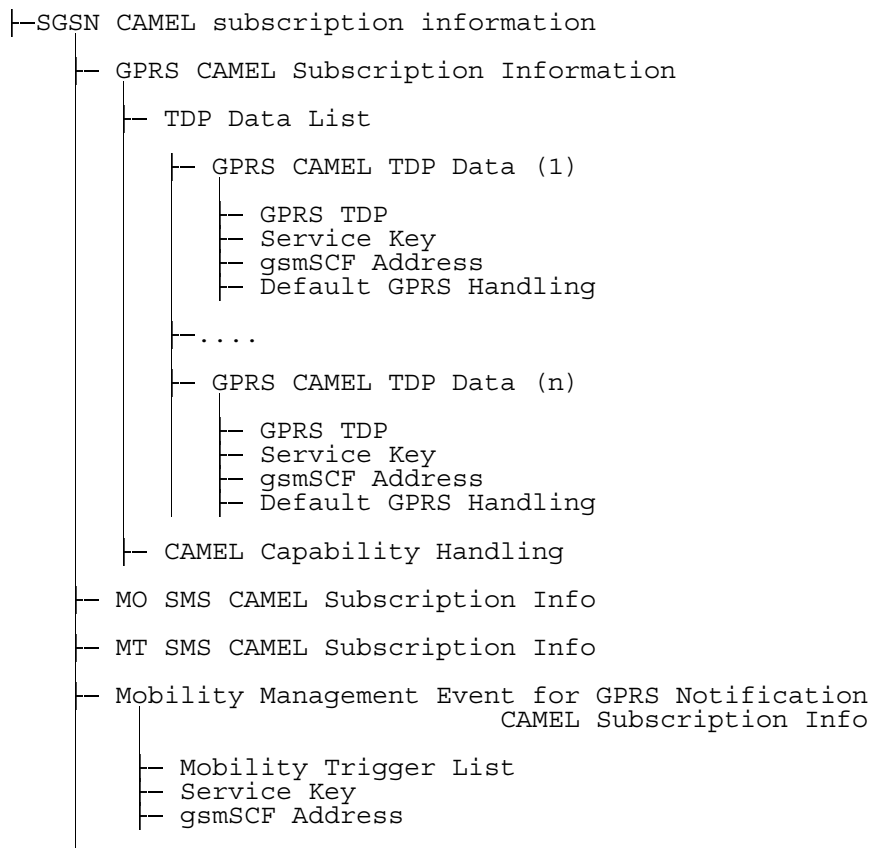 SGSN CAMEL subscription information
GPRS CAMEL Subscription Information
TDP Data List
GPRS CAMEL TDP Data (1)
GPRS TDP
Service Key
gsmSCF Address
Default GPRS Handling
....
GPRS CAMEL TDP Data (n)
GPRS TDP
Service Key
gsmSCF Address
Default GPRS Handling
CAMEL Capability Handling
MO SMS CAMEL Subscription Info
MT SMS CAMEL Subscription Info
Mobility Management Event for GPRS Notification
CAMEL Subscription Info
Mobility Trigger List
Service Key
gsmSCF Address